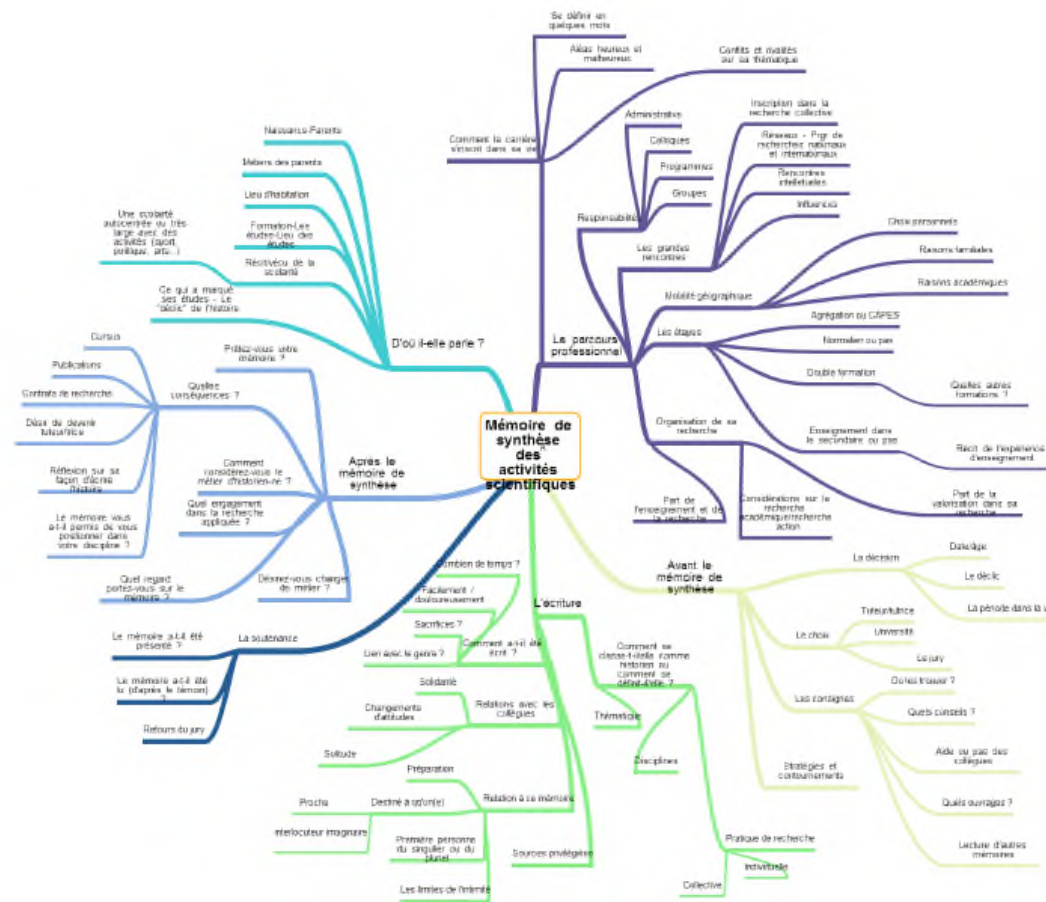 Mémoire de
synthèse
des
activités
scientifiques
D'où il-elle parle ?
Naissance-Parents
Métiers des parents
Lieu d'habitation
Formation-Les
études-Lieu des
études
Récit/vécu de la
scolarité
Une scolarité
autocentrée ou très
large avec des
activités (sport,
politique, arts...)
Ce qui a marqué
ses études - Le
"déclic" de l'histoire
Le parcours
professionnel
Comment la carrière
s'inscrit dans sa vie
Se définir en
quelques mots
Aléas heureux et
malheureux
Conflits et rivalités
sur sa thématique
Responsabilités
Administrative
Colloques
Programmes
Groupes
Les grandes
rencontres
Inscription dans la
recherche collective
Réseaux - Prgr de
recherches nationaux
et internationaux
Rencontres
intelletuelles
Influences
Mobilité géographique
Choix personnels
Raisons familiales
Raisons académiques
Les étapes
Agrégation ou CAPES
Normalien ou pas
Double formation
Quelles autres
formations ?
Enseignement dans
le secondaire ou pas
Récit de l'expérience
d'enseignement
Organisation de sa
recherche
Part de
l'enseignement et de
la recherche
Considérations sur le
recherche
académique/recherche
action
Part de la
valorisation dans sa
recherche
Avant le
mémoire de
synthèse
La décision
Date/âge
Le déclic
La période dans la v
Le choix
Tuteur/tutrice
Université
Le jury
Les consignes
Où les trouver ?
Quels conseils ?
Aide ou pas des
collègues
Quels ouvrages ?
Lecture d'autres
mémoires
Stratégies et
contournements
L'écriture
Comment se
classe-t-il/elle comme
historien ou
comment se
définit-il/elle ?
Thématique
Disciplines
Pratique de recherche
Individuelle
Collective
Comment a-t-il été
écrit ?
Combien de temps ?
Facilement /
douloureusement
Sacrifices ?
Lien avec le genre ?
Relations avec les
collègues
Solidarité
Changements
d'attitudes
Solitude
Relation à ce mémoire
Préparation
Destiné à qq'un(e)
Proche
Interlocuteur imaginaire
Première personne
du singulier ou du
pluriel
Les limites de l'intimité
Sources privilégiées
La soutenance
Le mémoire a-t-il été
présenté ?
Le mémoire a-t-il été
lu (d'après le témoin)
?
Retours du jury
Après le
mémoire de
synthèse
Prêtez-vous votre
mémoire ?
Quelles
conséquences ?
Cursus
Publications
Contrats de recherche
Désir de devenir
tuteur/trice
Réflexion sur sa
façon d'écrire
l'histoire
Le mémoire vous
a-t-il permis de vous
positionner dans
votre discipline ?
Comment
considérez-vous le
métier d'historien-ne ?
Quel engagement
dans la recherche
appliquée ?
Quel regard
portez-vous sur le
mémoire ?
Désirez-vous changer
de métier ?